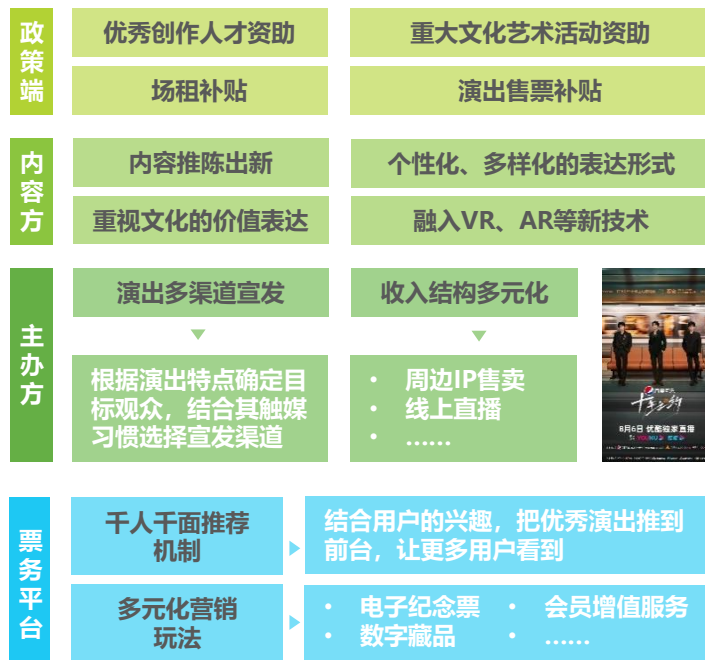 政策端
优秀创作人才资助
重大文化艺术活动资助
场租补贴
演出售票补贴
内容方
内容推陈出新
个性化、多样化的表达形式
重视文化的价值表达
融入VR、AR等新技术
主办方
演出多渠道宣发
收入结构多元化
根据演出特点确定目
标观众，结合其触媒
习惯选择宣发渠道
• 周边IP售卖
• 线上直播
• ......
十年之约
8月6日 优酷独家直播
票务平台
千人千面推荐
机制
结合用户的兴趣，把优秀演出推到
前台，让更多用户看到
多元化营销
玩法
• 电子纪念票
• 会员增值服务
• 数字藏品
• ......